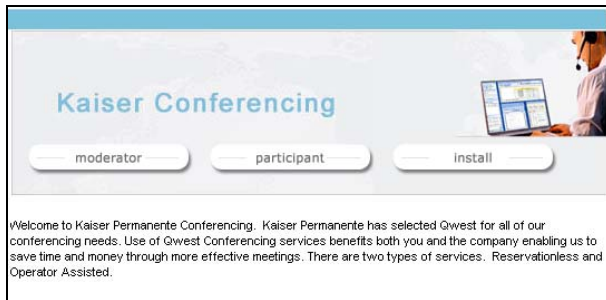 Kaiser Conferencing
moderator participant install
Welcome to Kaiser Permanente Conferencing. Kaiser Permanente has selected Qwest for all of our
conferencing needs. Use of Qwest Conferencing services benefits both you and the company enabling us to
save time and money through more effective meetings. There are two types of services. Reservationless and
Operator Assisted.